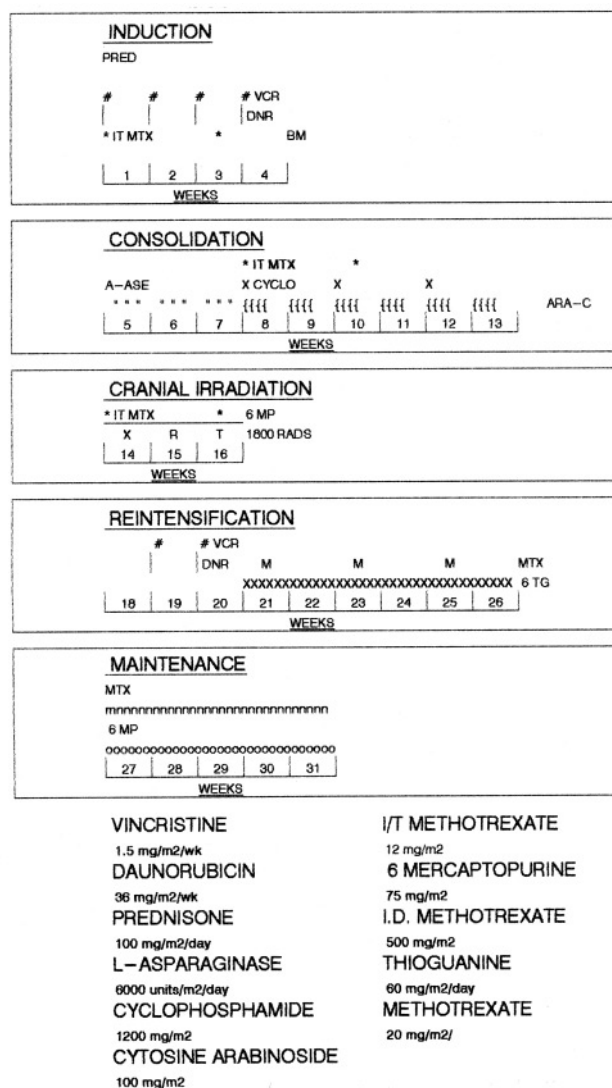 INDUCTION
PRED
# # # # VCR
DNR
* IT MTX * BM
1 2 3 4
WEEKS
CONSOLIDATION
* IT MTX *
A-ASE X CYCLO X X
" " " " " " " " " {{{{ {{{{ {{{{ {{{{ {{{{ {{{{ ARA-C
5 6 7 8 9 10 11 12 13
WEEKS
CRANIAL IRRADIATION
* IT MTX * 6 MP
X R T 1800 RADS
14 15 16
WEEKS
REINTENSIFICATION
# # VCR
DNR M M M MTX
XXXXXXXXXXXXXXXXXXXXXXXXXXXXXXXXXXX 6 TG
18 19 20 21 22 23 24 25 26
WEEKS
MAINTENANCE
MTX
mnnnnnnnnnnnnnnnnnnnnnnnnnnnnnn
6 MP
oooooooooooooooooooooooooooooooo
27 28 29 30 31
WEEKS
VINCRISTINE
1.5 mg/m2/wk
DAUNORUBICIN
36 mg/m2/wk
PREDNISONE
100 mg/m2/day
L-ASPARAGINASE
6000 units/m2/day
CYCLOPHOSPHAMIDE
1200 mg/m2
CYTOSINE ARABINOSIDE
100 mg/m2
I/T METHOTREXATE
12 mg/m2
6 MERCAPTOPURINE
75 mg/m2
I.D. METHOTREXATE
500 mg/m2
THIOGUANINE
60 mg/m2/day
METHOTREXATE
20 mg/m2/